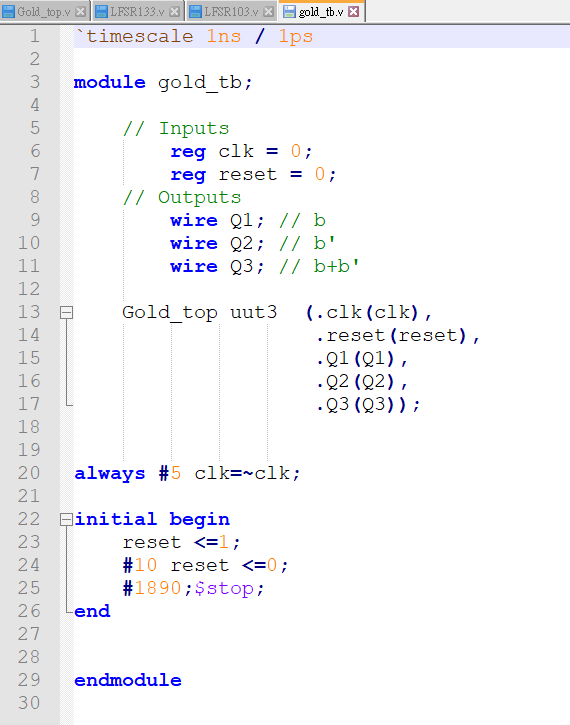 Gold_top.v LFSR133.v LFSR103.v gold_tb.v
1 `timescale 1ns / 1ps
2
3 module gold_tb;
4
5     // Inputs
6         reg clk = 0;
7         reg reset = 0;
8     // Outputs
9         wire Q1; // b
10         wire Q2; // b'
11         wire Q3; // b+b'
12
13     Gold_top uut3  (.clk(clk),
14                     .reset(reset),
15                     .Q1(Q1),
16                     .Q2(Q2),
17                     .Q3(Q3));
18
19
20 always #5 clk=~clk;
21
22 initial begin
23     reset <=1;
24     #10 reset <=0;
25     #1890;$stop;
26 end
27
28
29 endmodule
30